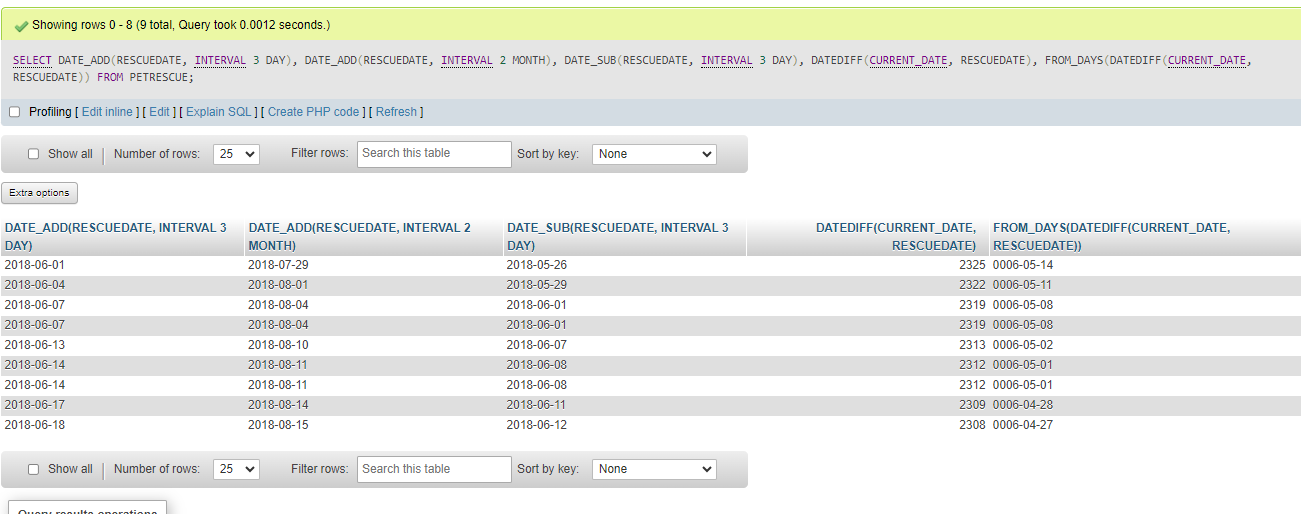 Showing rows 0 - 8 (9 total, Query took 0.0012 seconds.)
SELECT DATE_ADD(RESCUEDATE, INTERVAL 3 DAY), DATE_ADD(RESCUEDATE, INTERVAL 2 MONTH), DATE_SUB(RESCUEDATE, INTERVAL 3 DAY), DATEDIFF(CURRENT_DATE, RESCUEDATE), FROM_DAYS(DATEDIFF(CURRENT_DATE,
RESCUEDATE)) FROM PETRESCUE;
Profiling [ Edit inline ] [ Edit ] [ Explain SQL ] [ Create PHP code ] [ Refresh ]
Show all Number of rows: 25 Filter rows: Search this table Sort by key: None
Extra options
DATE_ADD(RESCUEDATE, INTERVAL 3 DATE_ADD(RESCUEDATE, INTERVAL 2 DATE_SUB(RESCUEDATE, INTERVAL 3 DATEDIFF(CURRENT_DATE, FROM_DAYS(DATEDIFF(CURRENT_DATE,
DAY) MONTH) DAY) RESCUEDATE) RESCUEDATE))
2018-06-01 2018-07-29 2018-05-26 2325 0006-05-14
2018-06-04 2018-08-01 2018-05-29 2322 0006-05-11
2018-06-07 2018-08-04 2018-06-01 2319 0006-05-08
2018-06-07 2018-08-04 2018-06-01 2319 0006-05-08
2018-06-13 2018-08-10 2018-06-07 2313 0006-05-02
2018-06-14 2018-08-11 2018-06-08 2312 0006-05-01
2018-06-14 2018-08-11 2018-06-08 2312 0006-05-01
2018-06-17 2018-08-14 2018-06-11 2309 0006-04-28
2018-06-18 2018-08-15 2018-06-12 2308 0006-04-27
Show all Number of rows: 25 Filter rows: Search this table Sort by key: None
Query results operations